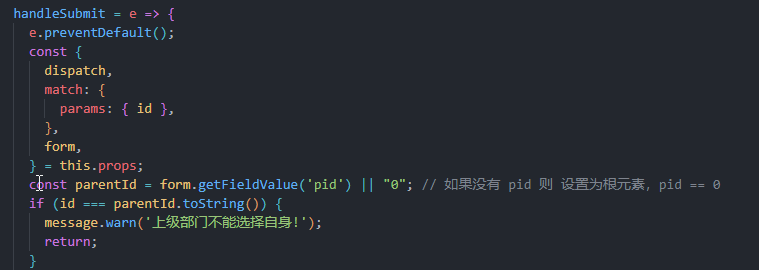 handleSubmit = e => {
e.preventDefault();
const {
dispatch,
match: {
params: { id },
},
form,
} = this.props;
const parentId = form.getFieldValue('pid') || "0"; // 如果没有 pid 则 设置为根元素, pid == 0
if (id === parentId.toString()) {
message.warn('上级部门不能选择自身!');
return;
}